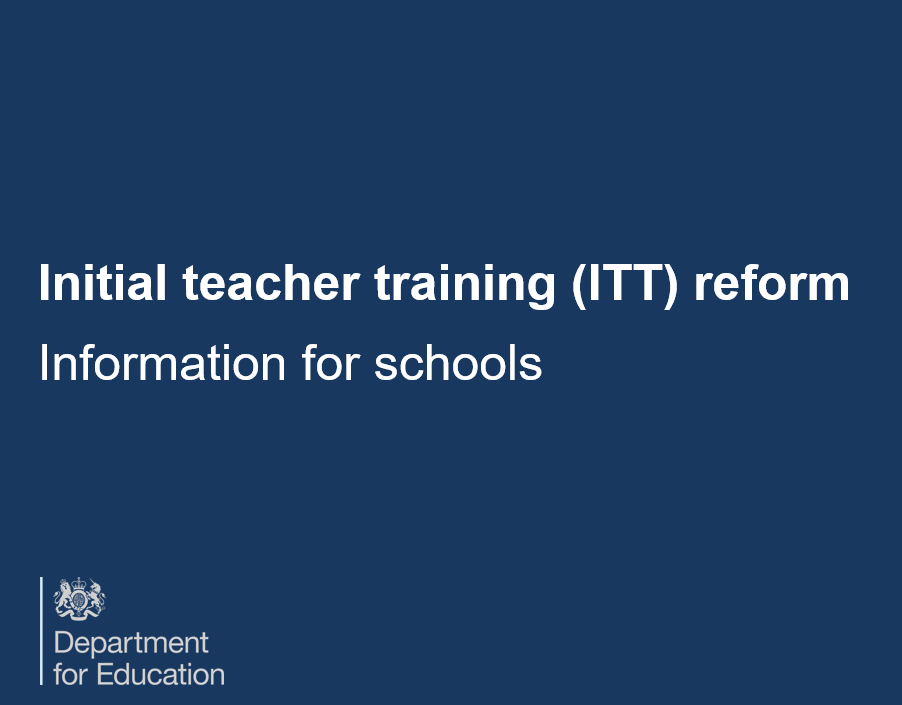 Initial teacher training (ITT) reform
Information for schools
Department
for Education